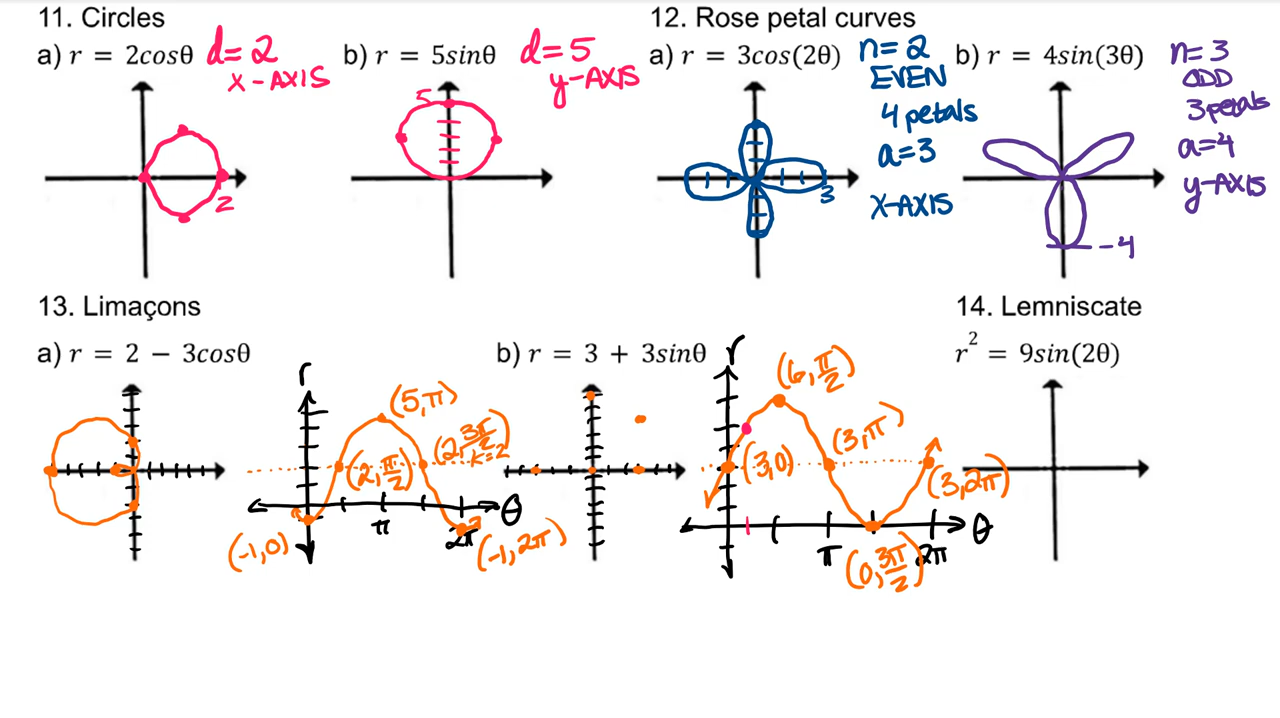 11. Circles
a) r = 2cosθ d=2
x-AXIS
2
b) r = 5sinθ d=5
y-AXIS
5
12. Rose petal curves
a) r = 3cos(2θ) n=2
EVEN
4 petals
a=3
x-AXIS
3
b) r = 4sin(3θ) n=3
ODD
3petals
a=4
y-AXIS
-4
13. Limaçons
a) r = 2 − 3cosθ
r
(5,π)
(2,3π/2)
k=2
(2,π/2)
θ
π
2π
(-1,0)
(-1,2π)
b) r = 3 + 3sinθ
r
(6,π/2)
(3,π)
(3,0)
(3,2π)
θ
π
2π
(0,3π/2)
14. Lemniscate
r² = 9sin(2θ)